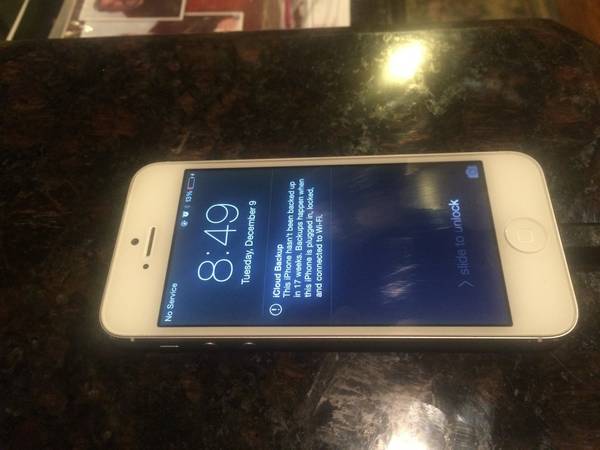 No Service 13%
8:49
Tuesday, December 9
iCloud Backup
This iPhone hasn't been backed up
in 17 weeks. Backups happen when
this iPhone is plugged in, locked,
and connected to Wi-Fi.
> slide to unlock